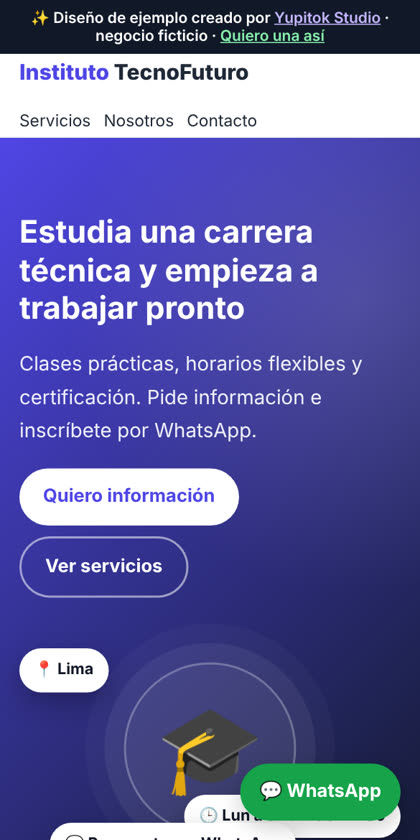 ✨ Diseño de ejemplo creado por Yupitok Studio ·
negocio ficticio · Quiero una así
Instituto TecnoFuturo
Servicios Nosotros Contacto
Estudia una carrera
técnica y empieza a
trabajar pronto
Clases prácticas, horarios flexibles y
certificación. Pide información e
inscríbete por WhatsApp.
Quiero información
Ver servicios
📍 Lima
💬 WhatsApp
🕒 Lun